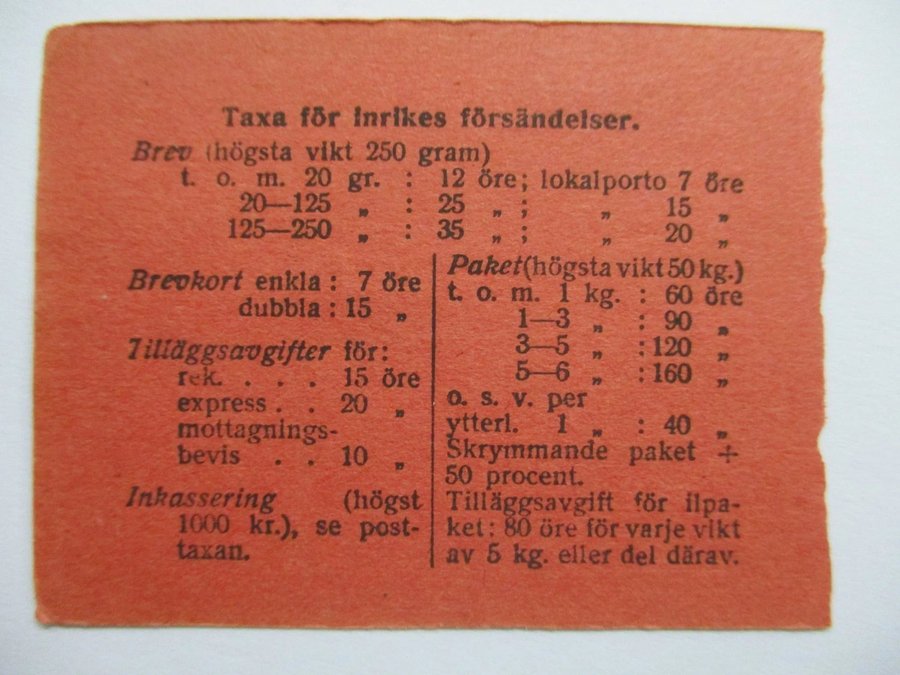 Taxa för inrikes försändelser.
Brev (högsta vikt 250 gram)
t. o. m. 20 gr. : 12 öre; lokalporto 7 öre
20—125 „ : 25 „ ; „ 15 „
125—250 „ : 35 „ ; „ 20 „
Brevkort enkla : 7 öre
dubbla : 15 „
Tilläggsavgifter för:
rek. . . . 15 öre
express . . 20 „
mottagnings-
bevis . . 10 „
Inkassering (högst
1000 kr.), se post-
taxan.
Paket (högsta vikt 50 kg.)
t. o. m. 1 kg. : 60 öre
1—3 „ : 90 „
3—5 „ : 120 „
5—6 „ : 160 „
o. s. v. per
ytterl. 1 „ : 40 „
Skrymmande paket +
50 procent.
Tilläggsavgift för ilpa-
ket: 80 öre för varje vikt
av 5 kg. eller del därav.